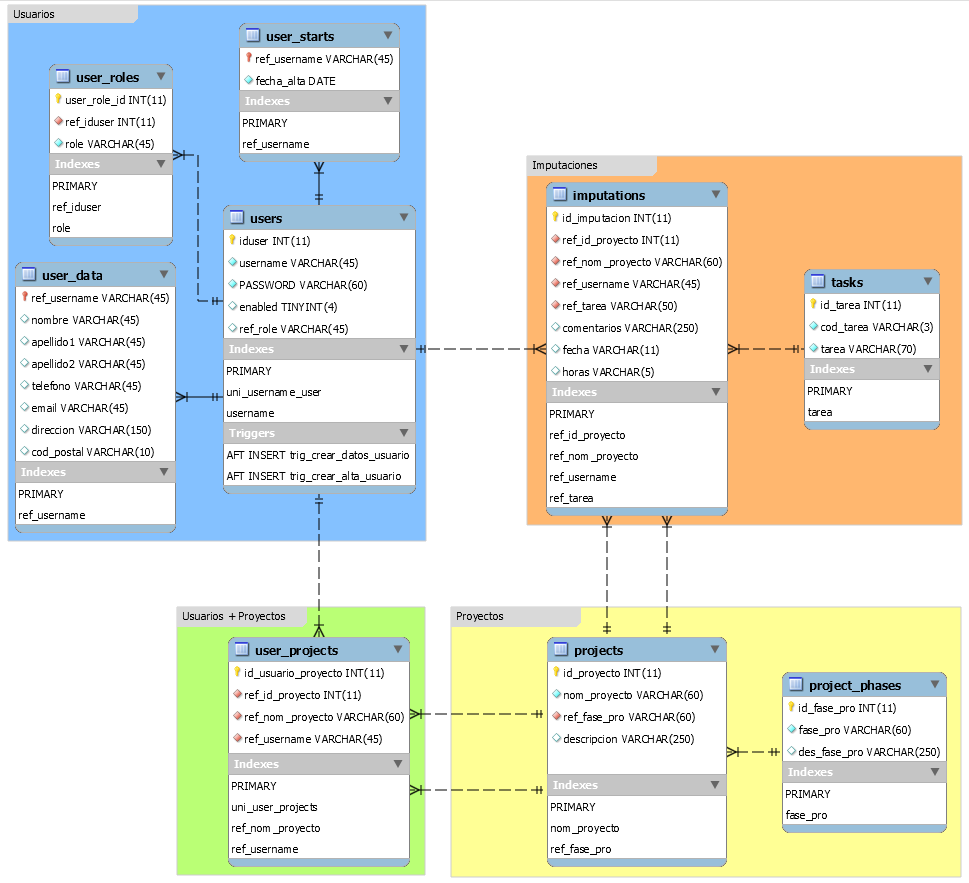 Usuarios
user_starts
ref_username VARCHAR(45)
fecha_alta DATE
Indexes
PRIMARY
ref_username
user_roles
user_role_id INT(11)
ref_iduser INT(11)
role VARCHAR(45)
Indexes
PRIMARY
ref_iduser
role
users
iduser INT(11)
username VARCHAR(45)
PASSWORD VARCHAR(60)
enabled TINYINT(4)
ref_role VARCHAR(45)
Indexes
PRIMARY
uni_username_user
username
Triggers
AFT INSERT trig_crear_datos_usuario
AFT INSERT trig_crear_alta_usuario
user_data
ref_username VARCHAR(45)
nombre VARCHAR(45)
apellido1 VARCHAR(45)
apellido2 VARCHAR(45)
telefono VARCHAR(45)
email VARCHAR(45)
direccion VARCHAR(150)
cod_postal VARCHAR(10)
Indexes
PRIMARY
ref_username
Imputaciones
imputations
id_imputacion INT(11)
ref_id_proyecto INT(11)
ref_nom_proyecto VARCHAR(60)
ref_username VARCHAR(45)
ref_tarea VARCHAR(50)
comentarios VARCHAR(250)
fecha VARCHAR(11)
horas VARCHAR(5)
Indexes
PRIMARY
ref_id_proyecto
ref_nom_proyecto
ref_username
ref_tarea
tasks
id_tarea INT(11)
cod_tarea VARCHAR(3)
tarea VARCHAR(70)
Indexes
PRIMARY
tarea
Usuarios + Proyectos
user_projects
id_usuario_proyecto INT(11)
ref_id_proyecto INT(11)
ref_nom_proyecto VARCHAR(60)
ref_username VARCHAR(45)
Indexes
PRIMARY
uni_user_projects
ref_nom_proyecto
ref_username
Proyectos
projects
id_proyecto INT(11)
nom_proyecto VARCHAR(60)
ref_fase_pro VARCHAR(60)
descripcion VARCHAR(250)
Indexes
PRIMARY
nom_proyecto
ref_fase_pro
project_phases
id_fase_pro INT(11)
fase_pro VARCHAR(60)
des_fase_pro VARCHAR(250)
Indexes
PRIMARY
fase_pro